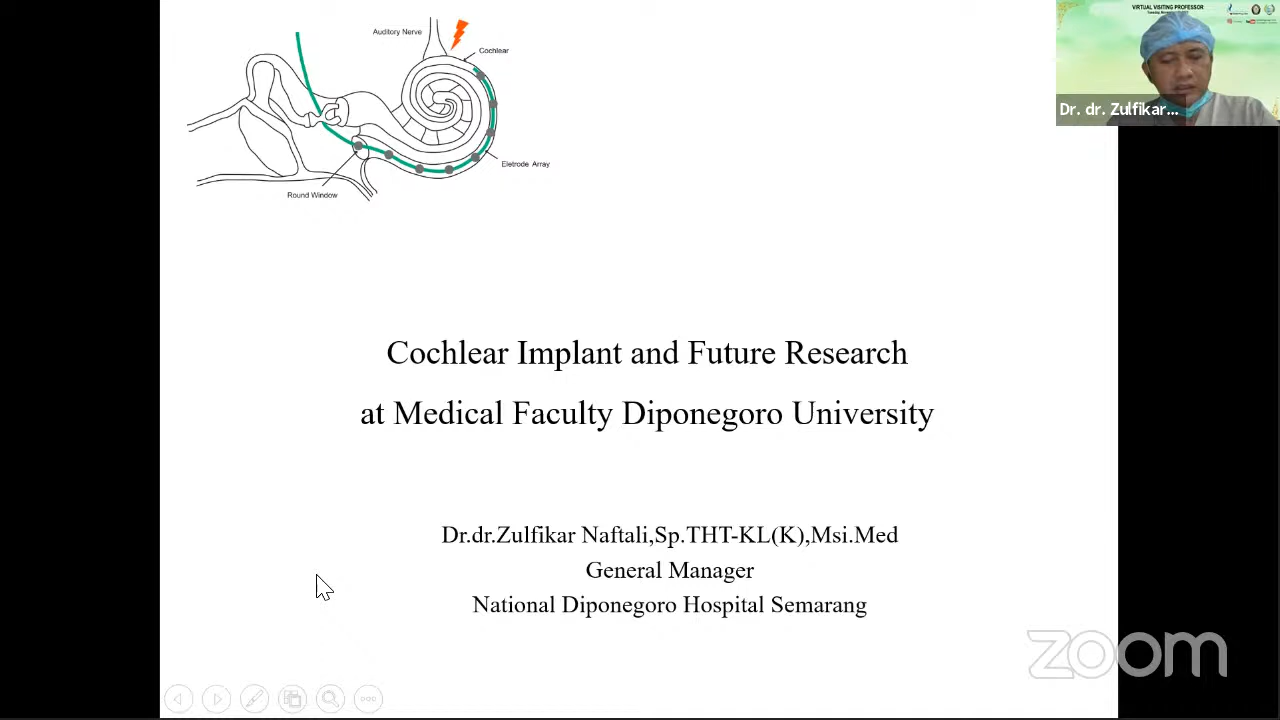 Auditory Nerve
Cochlear
Eletrode Array
Round Window
VIRTUAL VISITING PROFESSOR
Dr. dr. Zulfikar...
Cochlear Implant and Future Research
at Medical Faculty Diponegoro University
Dr.dr.Zulfikar Naftali,Sp.THT-KL(K),Msi.Med
General Manager
National Diponegoro Hospital Semarang
zoom